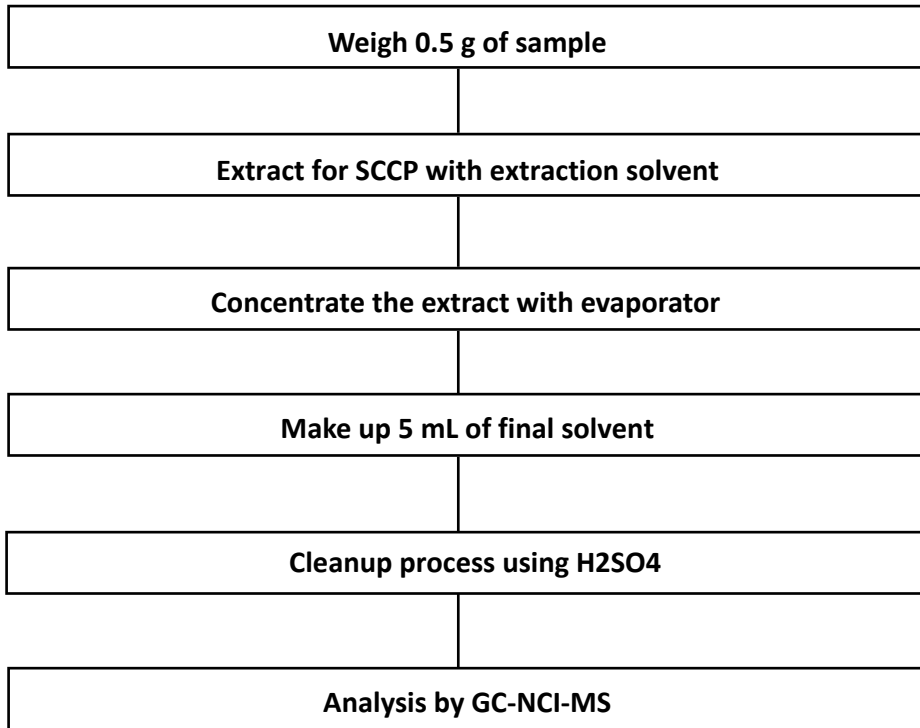 Weigh 0.5 g of sample
Extract for SCCP with extraction solvent
Concentrate the extract with evaporator
Make up 5 mL of final solvent
Cleanup process using H2SO4
Analysis by GC-NCI-MS